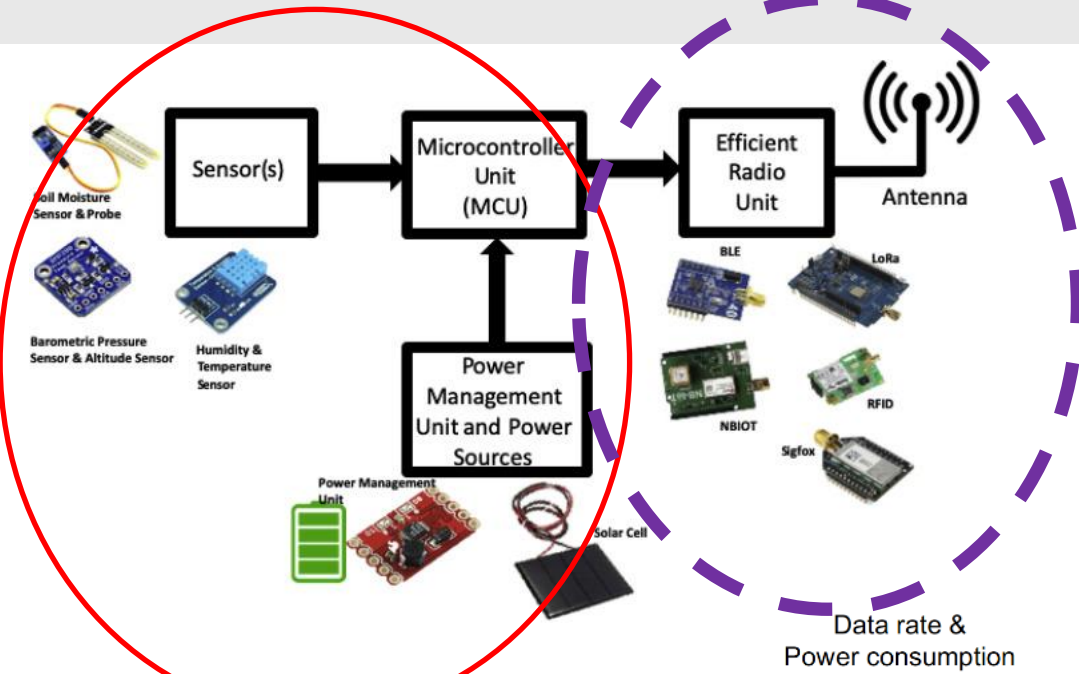 Sensor(s)
Microcontroller
Unit
(MCU)
Efficient
Radio
Unit
Antenna
Soil Moisture
Sensor & Probe
Barometric Pressure
Sensor & Altitude Sensor
Humidity &
Temperature
Sensor
BLE
LoRa
NBIOT
RFID
Sigfox
Power
Management
Unit and Power
Sources
Power Management
Unit
Solar Cell
Data rate &
Power consumption